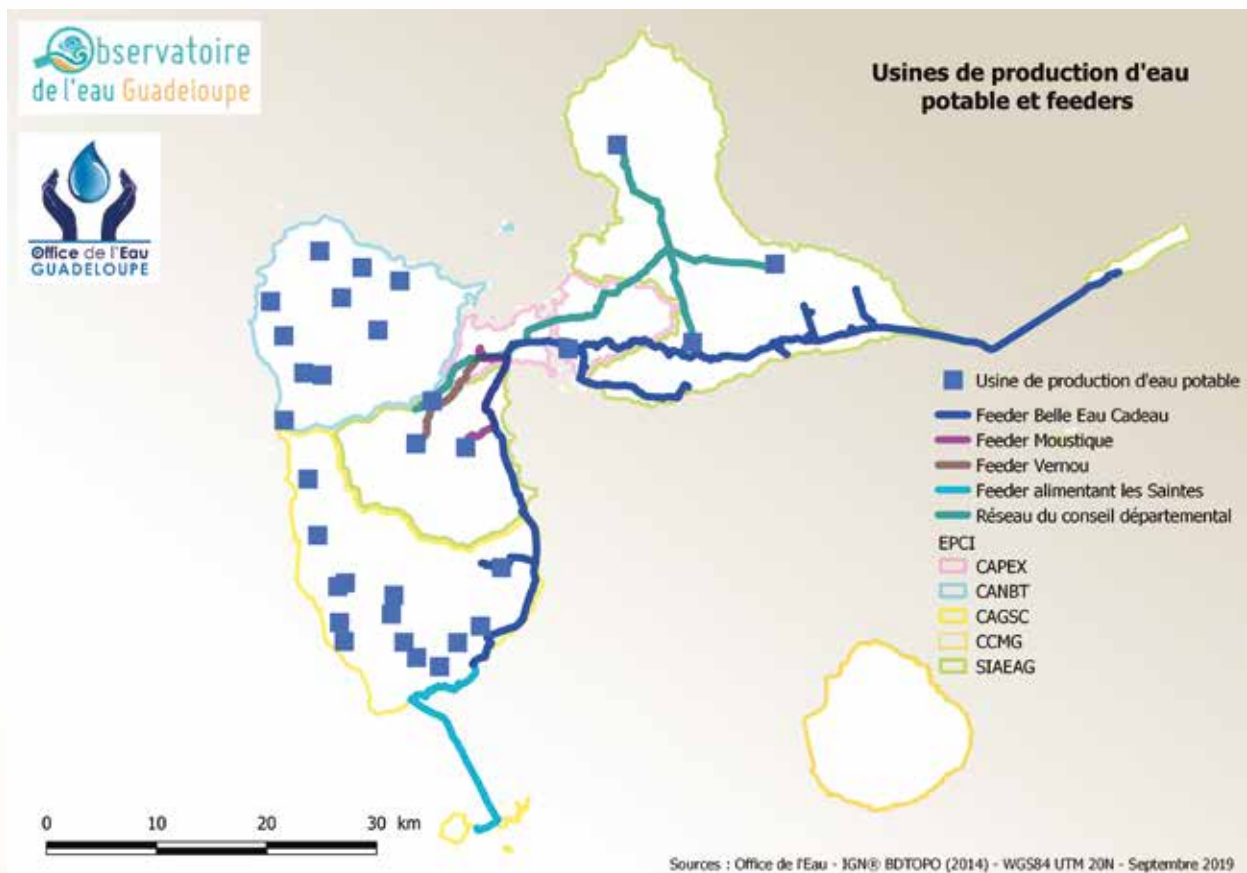 Observatoire
de l'eau Guadeloupe
Office de l'Eau
GUADELOUPE
Usines de production d'eau
potable et feeders
Usine de production d'eau potable
Feeder Belle Eau Cadeau
Feeder Moustique
Feeder Vernou
Feeder alimentant les Saintes
Réseau du conseil départemental
EPCI
CAPEX
CANBT
CAGSC
CCMG
SIAEAG
0 10 20 30 km
Sources : Office de l'Eau - IGN® BDTOPO (2014) - WGS84 UTM 20N - Septembre 2019